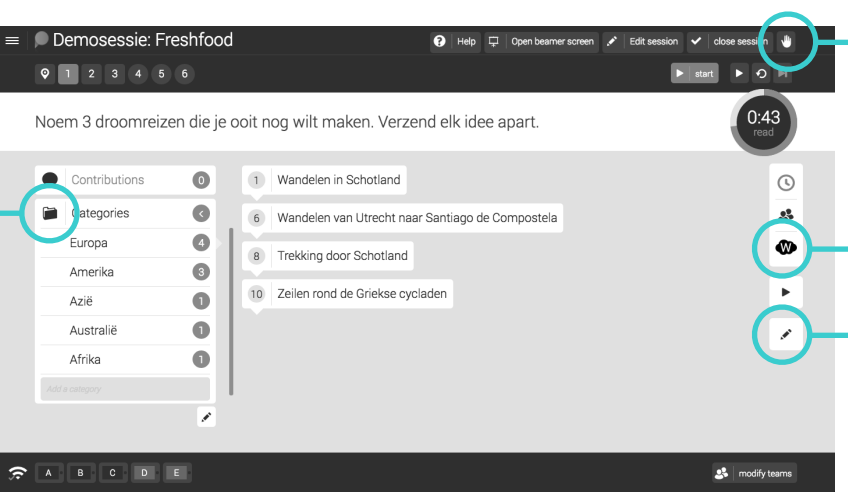 Demosessie: Freshfood
Help
Open beamer screen
Edit session
close session
1 2 3 4 5 6
start
Noem 3 droomreizen die je ooit nog wilt maken. Verzend elk idee apart.
0:43
read
Contributions 0
Categories
Europa 4
Amerika 3
Azië 1
Australië 1
Afrika 1
Add a category
1 Wandelen in Schotland
6 Wandelen van Utrecht naar Santiago de Compostela
8 Trekking door Schotland
10 Zeilen rond de Griekse cycladen
W
A B C D E
modify teams